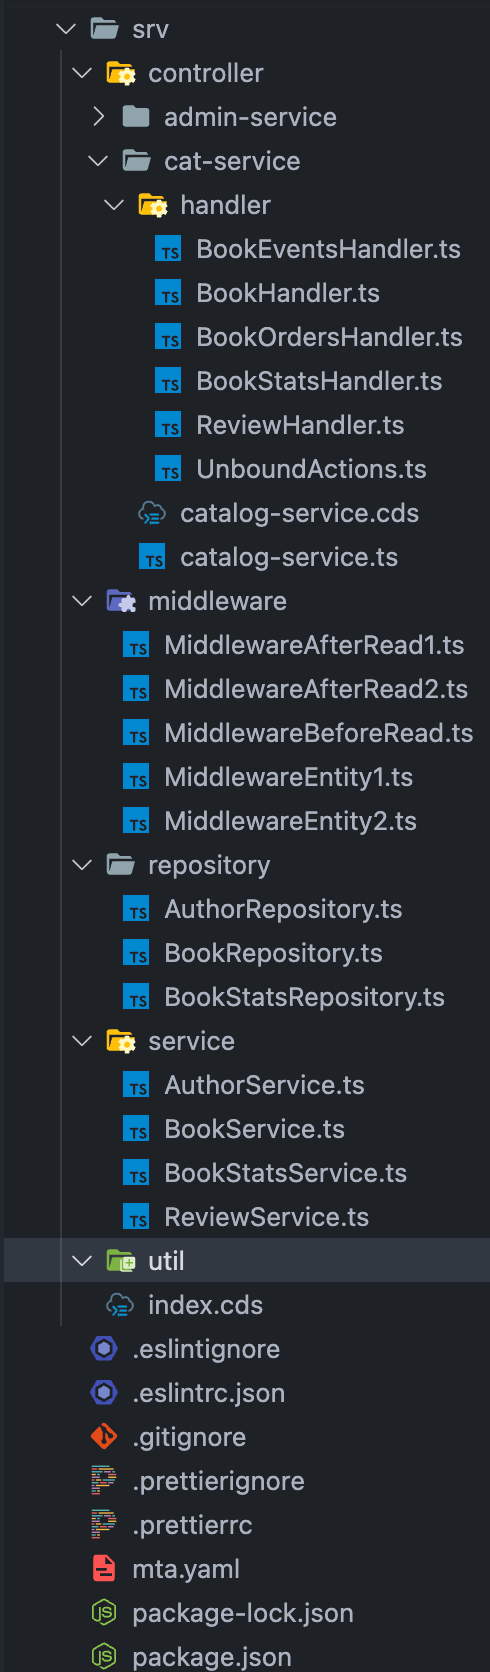 srv
controller
admin-service
cat-service
handler
TS BookEventsHandler.ts
TS BookHandler.ts
TS BookOrdersHandler.ts
TS BookStatsHandler.ts
TS ReviewHandler.ts
TS UnboundActions.ts
catalog-service.cds
TS catalog-service.ts
middleware
TS MiddlewareAfterRead1.ts
TS MiddlewareAfterRead2.ts
TS MiddlewareBeforeRead.ts
TS MiddlewareEntity1.ts
TS MiddlewareEntity2.ts
repository
TS AuthorRepository.ts
TS BookRepository.ts
TS BookStatsRepository.ts
service
TS AuthorService.ts
TS BookService.ts
TS BookStatsService.ts
TS ReviewService.ts
util
index.cds
.eslintignore
.eslintrc.json
.gitignore
.prettierignore
.prettierrc
mta.yaml
JS package-lock.json
JS package.json